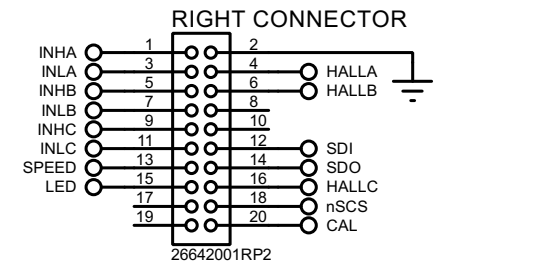 RIGHT CONNECTOR
INHA 1 2
INLA 3 4 HALLA
INHB 5 6 HALLB
INLB 7 8
INHC 9 10
INLC 11 12 SDI
SPEED 13 14 SDO
LED 15 16 HALLC
17 18 nSCS
19 20 CAL
26642001RP2